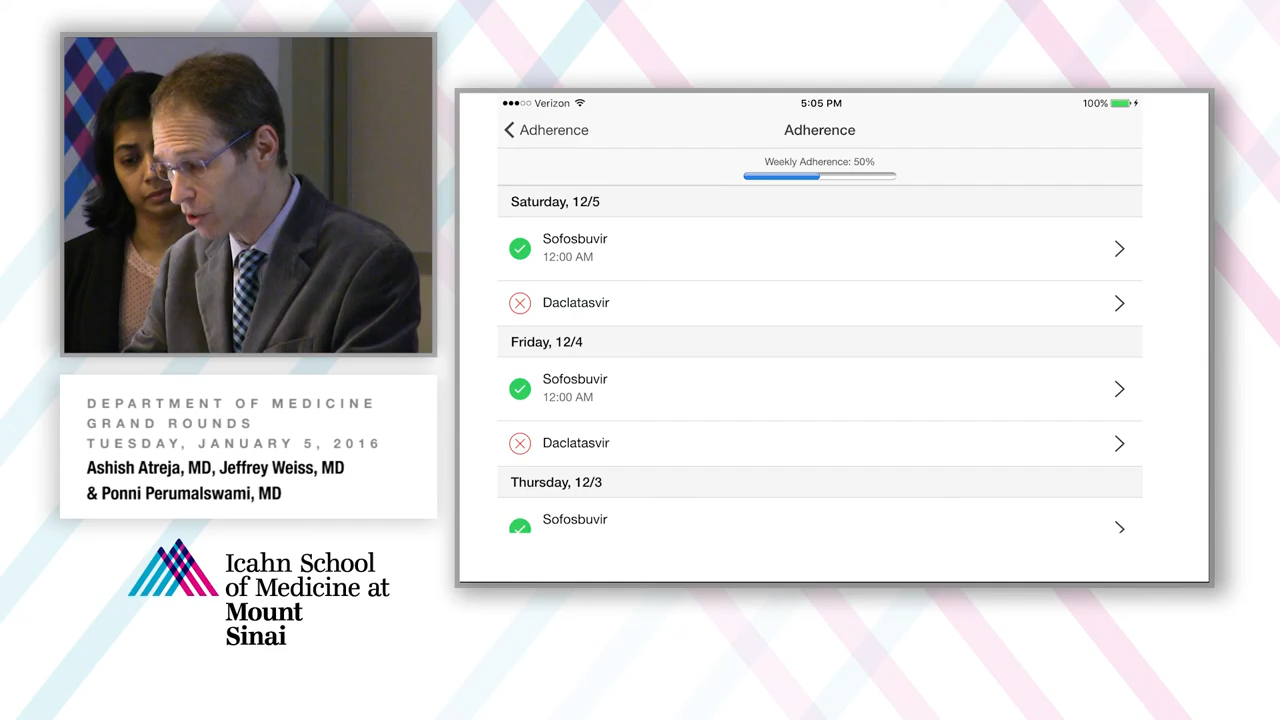 Verizon
5:05 PM
100%
Adherence
Adherence
Weekly Adherence: 50%
Saturday, 12/5
Sofosbuvir
12:00 AM
Daclatasvir
Friday, 12/4
Sofosbuvir
12:00 AM
Daclatasvir
Thursday, 12/3
Sofosbuvir
DEPARTMENT OF MEDICINE
GRAND ROUNDS
TUESDAY, JANUARY 5, 2016
Ashish Atreja, MD, Jeffrey Weiss, MD
& Ponni Perumalswami, MD
Icahn School
of Medicine at
Mount
Sinai